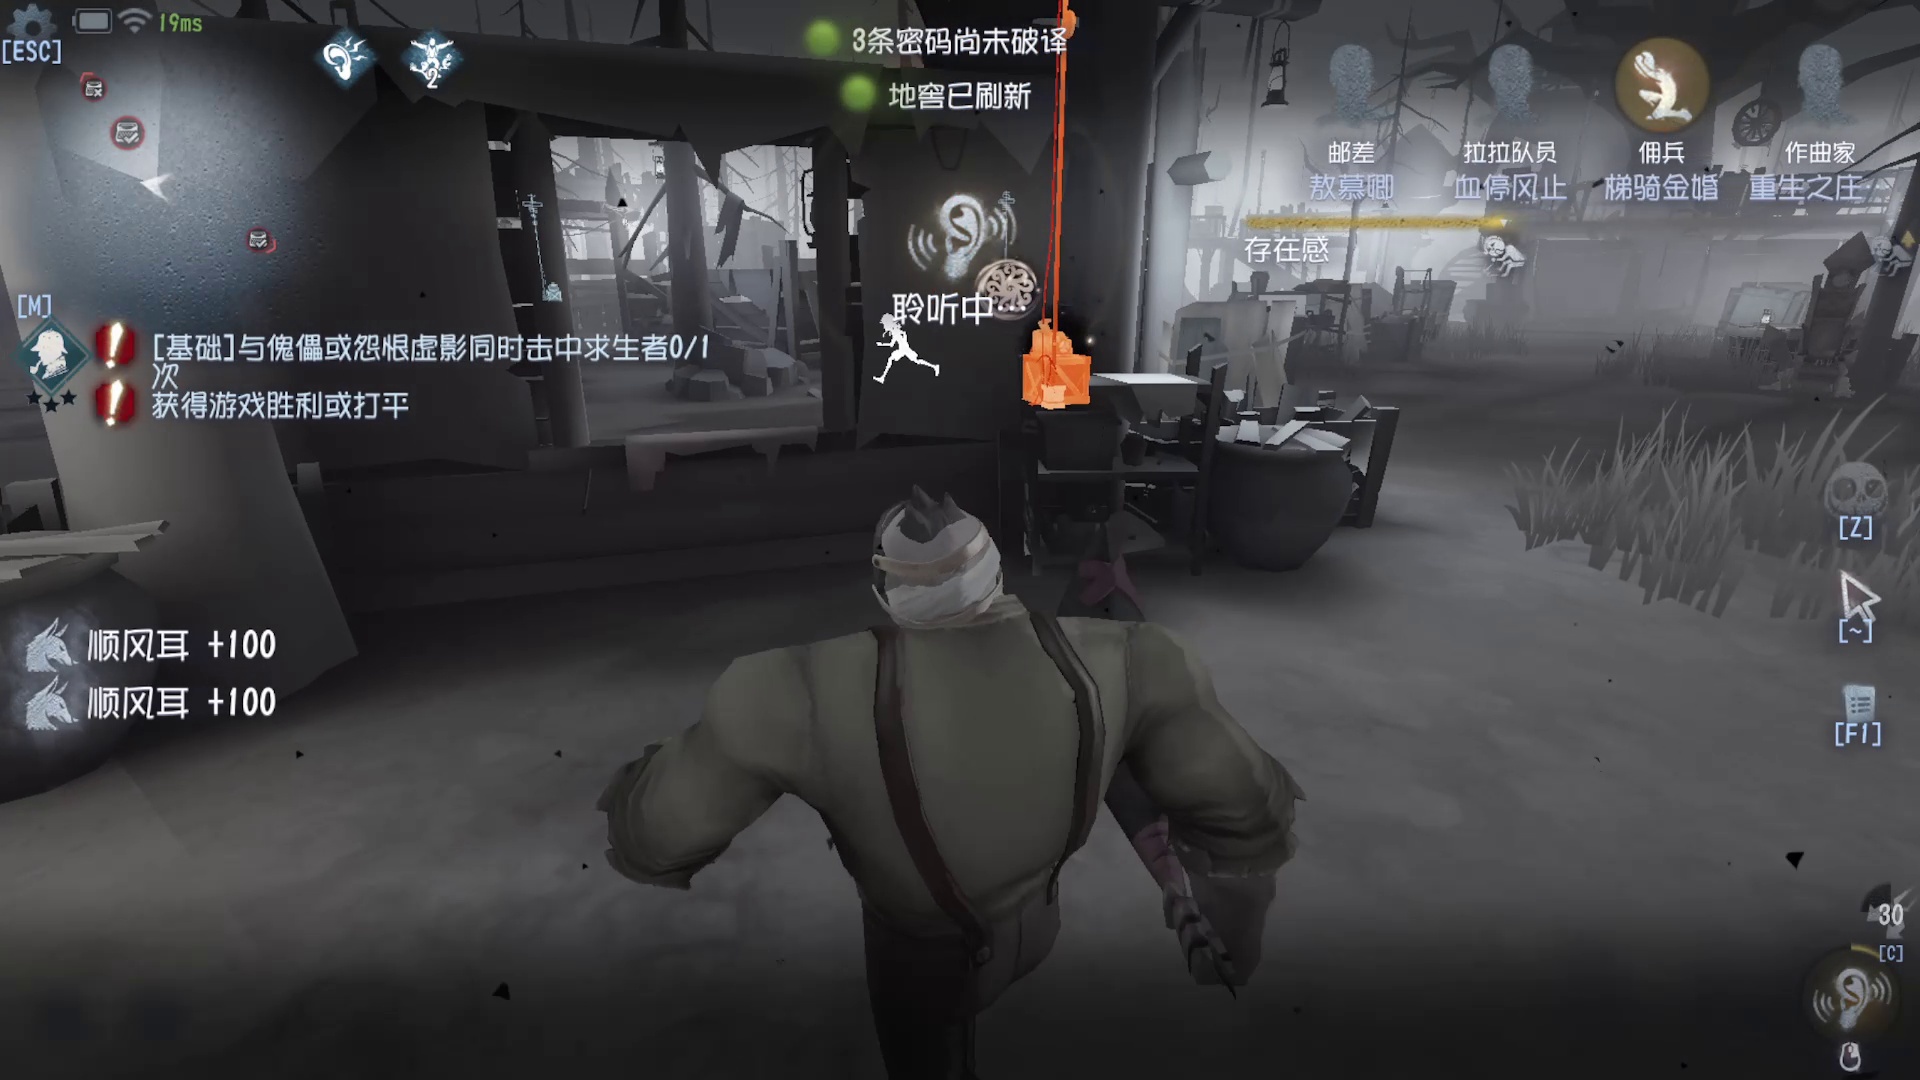 19ms
[ESC]
3条密码尚未破译
地窖已刷新
邮差
拉拉队员
佣兵
作曲家
敖慕卿
血停风止
梯骑金婚
重生之庄…
存在感
[M]
聆听中…
[基础]与傀儡或怨恨虚影同时击中求生者0/1
次
获得游戏胜利或打平
2
[Z]
[~]
顺风耳 +100
顺风耳 +100
[F1]
30
[C]